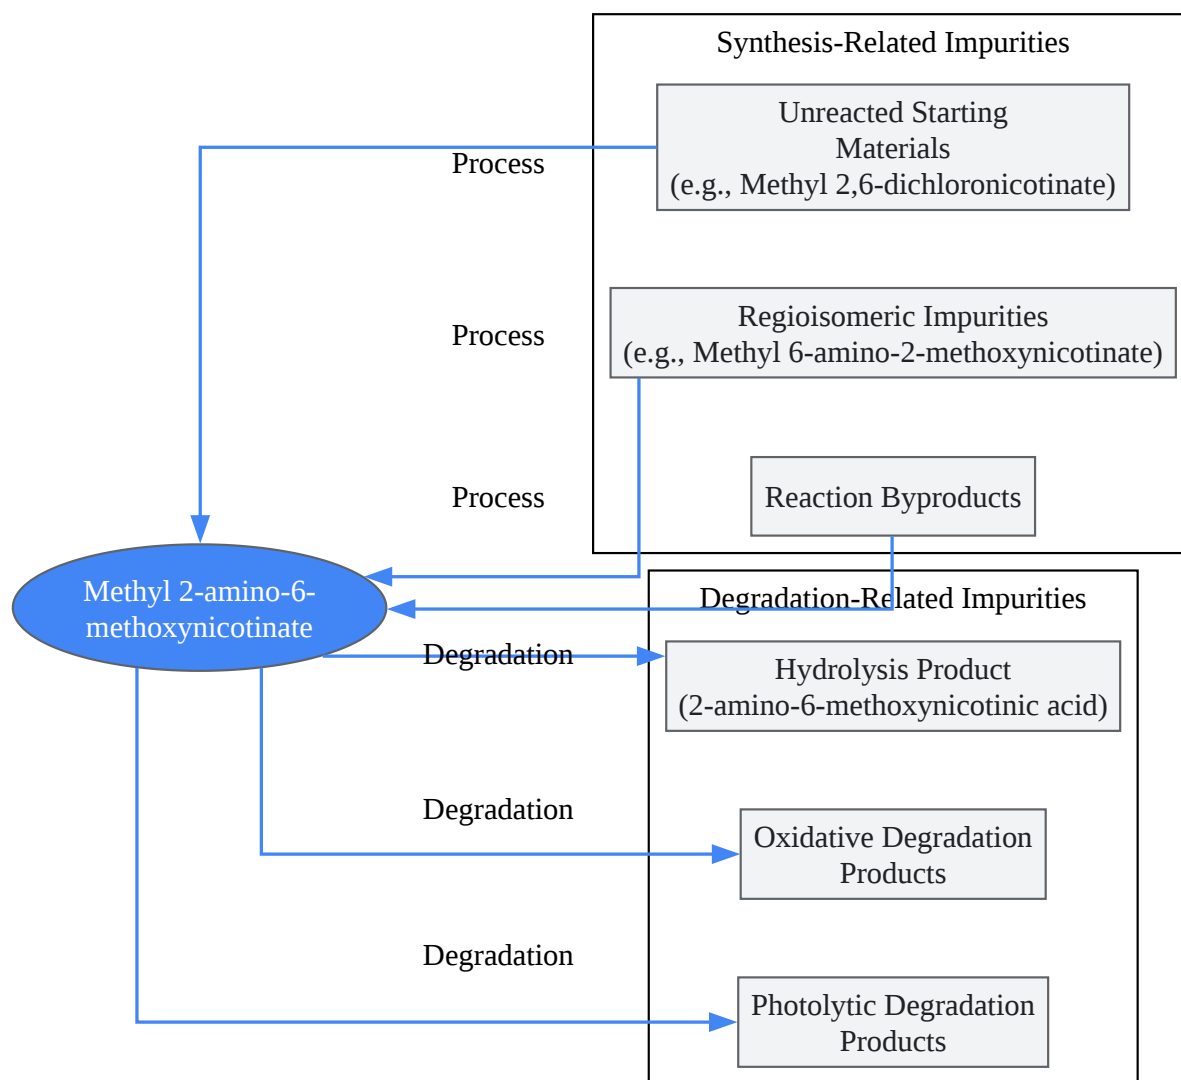 Synthesis-Related Impurities
Unreacted Starting
Materials
(e.g., Methyl 2,6-dichloronicotinate)
Process
Regioisomeric Impurities
(e.g., Methyl 6-amino-2-methoxynicotinate)
Process
Reaction Byproducts
Process
Methyl 2-amino-6-
methoxynicotinate
Degradation-Related Impurities
Degradation
Hydrolysis Product
(2-amino-6-methoxynicotinic acid)
Degradation
Oxidative Degradation
Products
Degradation
Photolytic Degradation
Products